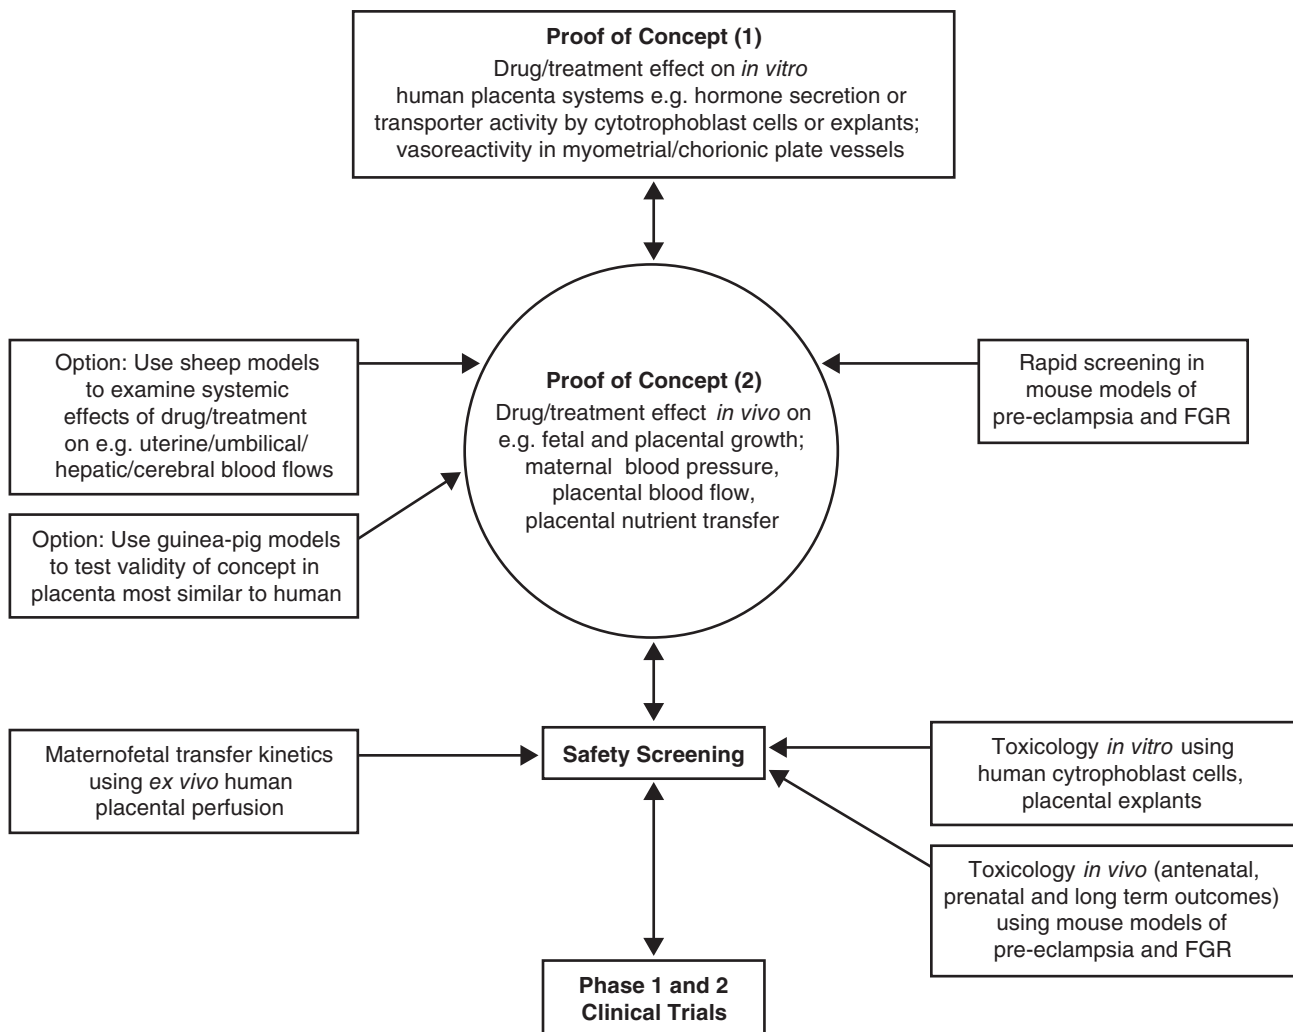 Proof of Concept (1)
Drug/treatment effect on in vitro
human placenta systems e.g. hormone secretion or
transporter activity by cytotrophoblast cells or explants;
vasoreactivity in myometrial/chorionic plate vessels
Option: Use sheep models
to examine systemic
effects of drug/treatment
on e.g. uterine/umbilical/
hepatic/cerebral blood flows
Option: Use guinea-pig models
to test validity of concept in
placenta most similar to human
Proof of Concept (2)
Drug/treatment effect in vivo on
e.g. fetal and placental growth;
maternal blood pressure,
placental blood flow,
placental nutrient transfer
Rapid screening in
mouse models of
pre-eclampsia and FGR
Maternofetal transfer kinetics
using ex vivo human
placental perfusion
Safety Screening
Toxicology in vitro using
human cytrophoblast cells,
placental explants
Toxicology in vivo (antenatal,
prenatal and long term outcomes)
using mouse models of
pre-eclampsia and FGR
Phase 1 and 2
Clinical Trials